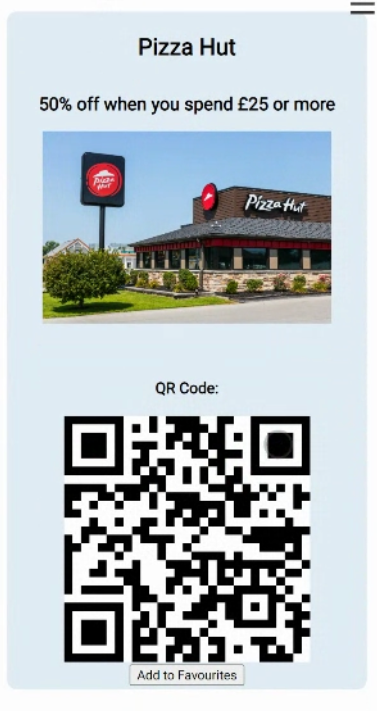 Pizza Hut
50% off when you spend £25 or more
Pizza Hut
Pizza Hut
QR Code:
Add to Favourites